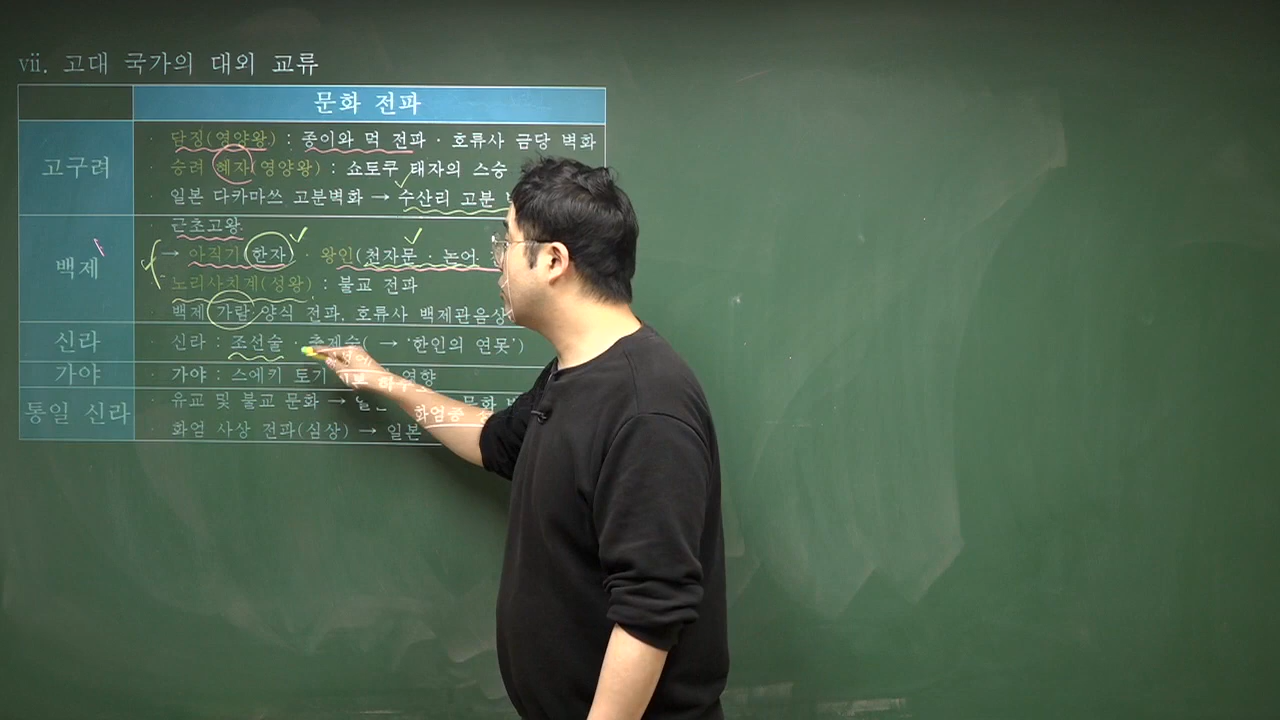 vii. 고대 국가의 대외 교류
문화 전파
고구려
· 담징(영양왕) : 종이와 먹 전파 · 호류사 금당 벽화
· 승려 혜자(영양왕) : 쇼토쿠 태자의 스승
· 일본 다카마쓰 고분벽화 → 수산리 고분
백제
· 근초고왕
→ 아직기(한자) · 왕인(천자문 · 논어
· 노리사치계(성왕) : 불교 전파
· 백제 가람 양식 전파, 호류사 백제관음상
신라
· 신라 : 조선술 · 축제술( → ‘한인의 연못’)
가야
· 가야 : 스에키 토기 영향
통일 신라
· 유교 및 불교 문화 → 문화
· 화엄 사상 전파(심상) → 일본 화엄종